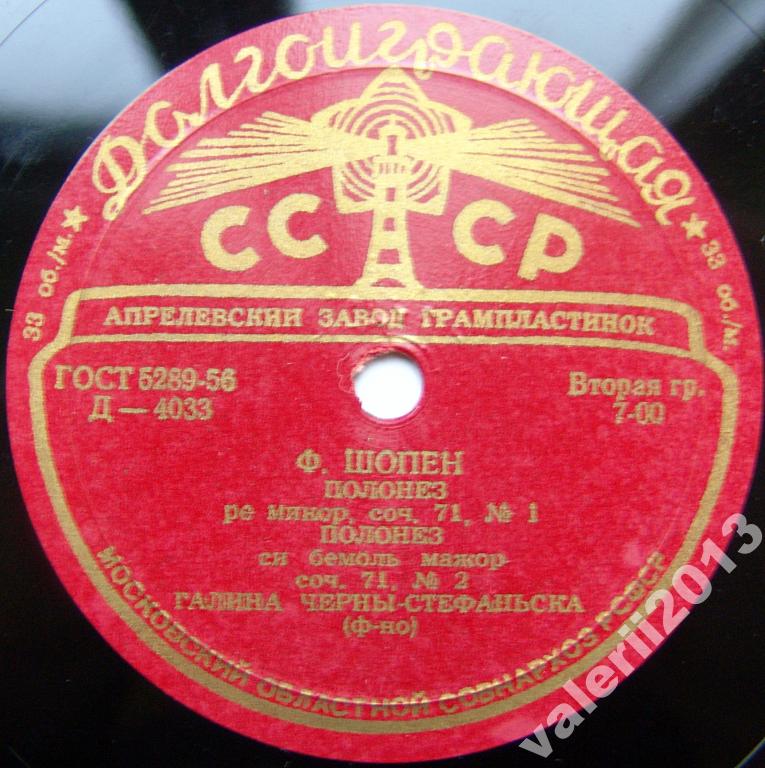 Долгоиграющая
★ 33 об./м.
★ 33 об./м.
СССР
АПРЕЛЕВСКИЙ ЗАВОД ГРАМПЛАСТИНОК
ГОСТ 5289-56
Д — 4033
Вторая гр.
7-00
Ф. ШОПЕН
ПОЛОНЕЗ
ре минор, соч. 71, № 1
ПОЛОНЕЗ
си бемоль мажор
соч. 71, № 2
ГАЛИНА ЧЕРНЫ-СТЕФАНЬСКА
(ф-но)
МОСКОВСКИЙ ОБЛАСТНОЙ СОВНАРХОЗ РСФСР
valerii2013